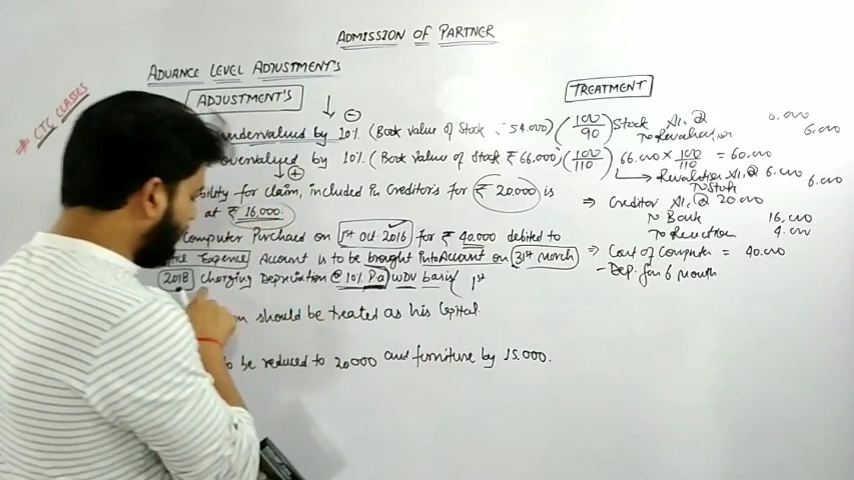 ADMISSION OF PARTNER
ADVANCE LEVEL ADJUSTMENT'S
CTC CLASSES
ADJUSTMENT'S
undervalued by 10% (Book value of Stock ₹ 54,000) (100/90)
overvalued by 10% (Book value of Stock ₹ 66,000) (100/110)
bility for claim, included in Creditor's for ₹ 20,000 is
at ₹ 16,000.
Computer Purchased on 1st Oct 2016 for ₹ 40,000 debited to
Expense Account is to be brought into Account on 31st march
2018 charging Depreciation @ 10% Pa WDV basis ( 1st
should be treated as his Capital.
to be reduced to 20000 and furniture by 15.000.
TREATMENT
Stock A/c Dr 6,000
To Revaluation 6,000
66,000 × 100/110 = 60,000
Revaluation A/c Dr 6,000
To Stock 6,000
⇒ Creditor A/c Dr 20,000
To Bank 16,000
To 4,000
⇒ Cost of Computer = 40,000
- Dep. for 6 month